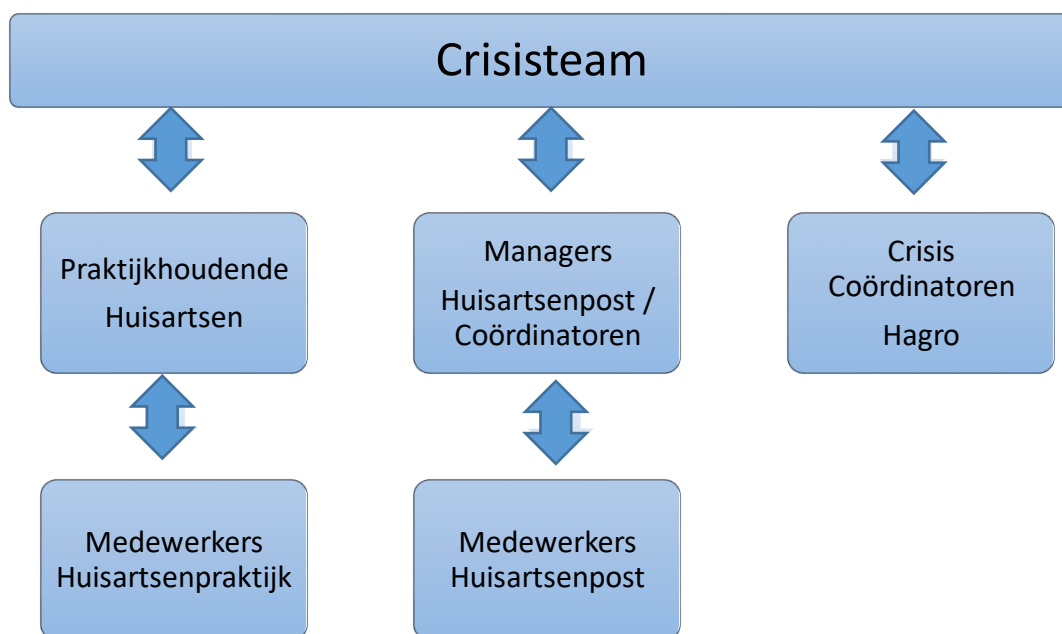 Crisisteam
Praktijkhoudende
Huisartsen
Managers
Huisartsenpost /
Coördinatoren
Crisis
Coördinatoren
Hagro
Medewerkers
Huisartsenpraktijk
Medewerkers
Huisartsenpost